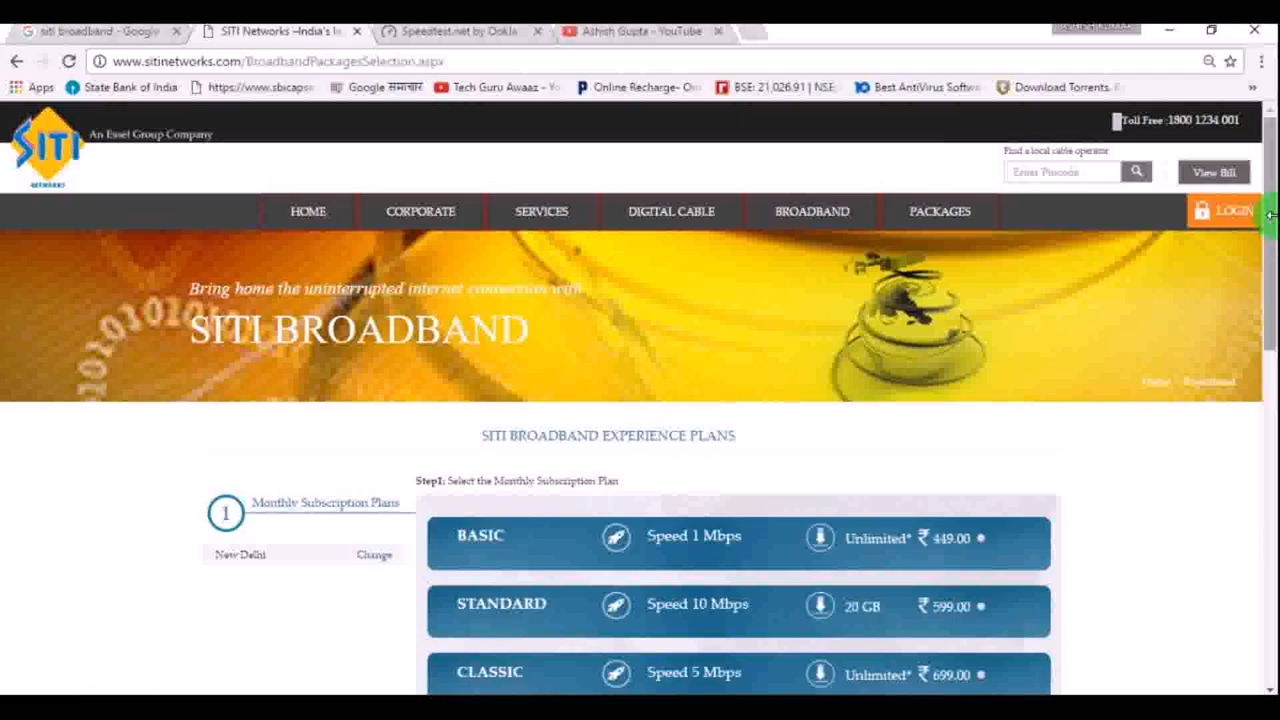 siti broadband - Google
SITI Networks –India's l
Speedtest.net by Ookla
Ashish Gupta - YouTube
www.sitinetworks.com/BroadbandPackagesSelection.aspx
Apps
State Bank of India
https://www.sbicaps
Google समाचार
Tech Guru Awaaz - Yo
Online Recharge- On
BSE: 21,026.91 | NSE
Best AntiVirus Softw
Download Torrents
SITI
NETWORKS
An Essel Group Company
Toll Free :1800 1234 001
Find a local cable operator
Enter Pincode
View Bill
HOME CORPORATE SERVICES DIGITAL CABLE BROADBAND PACKAGES
LOGIN
Bring home the uninterrupted internet connection with
SITI BROADBAND
Home Broadband
SITI BROADBAND EXPERIENCE PLANS
Step1: Select the Monthly Subscription Plan
1 Monthly Subscription Plans
New Delhi Change
BASIC Speed 1 Mbps Unlimited* ₹ 449.00
STANDARD Speed 10 Mbps 20 GB ₹ 599.00
CLASSIC Speed 5 Mbps Unlimited* ₹ 699.00